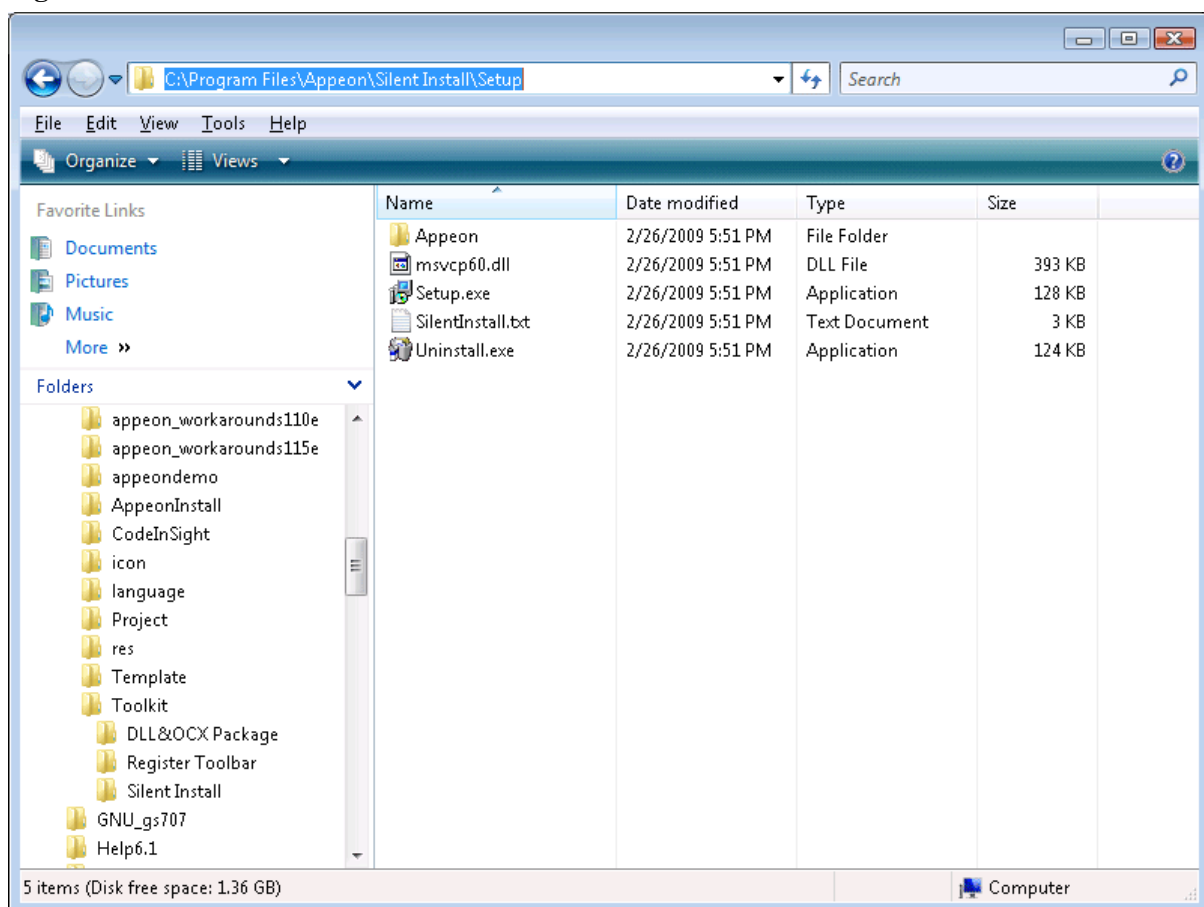 C:\Program Files\Appeon\Silent Install\Setup
Search
File Edit View Tools Help
Organize Views
Favorite Links
Documents
Pictures
Music
More »
Folders
appeon_workarounds110e
appeon_workarounds115e
appeondemo
AppeonInstall
CodeInSight
icon
language
Project
res
Template
Toolkit
DLL&OCX Package
Register Toolbar
Silent Install
GNU_gs707
Help6.1
Name Date modified Type Size
Appeon 2/26/2009 5:51 PM File Folder
msvcp60.dll 2/26/2009 5:51 PM DLL File 393 KB
Setup.exe 2/26/2009 5:51 PM Application 128 KB
SilentInstall.txt 2/26/2009 5:51 PM Text Document 3 KB
Uninstall.exe 2/26/2009 5:51 PM Application 124 KB
5 items (Disk free space: 1.36 GB) Computer